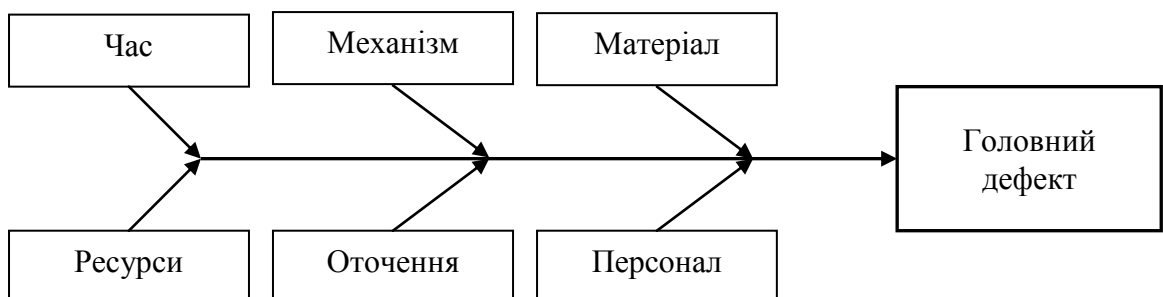 Час
Механізм
Матеріал
Головний
дефект
Ресурси
Оточення
Персонал